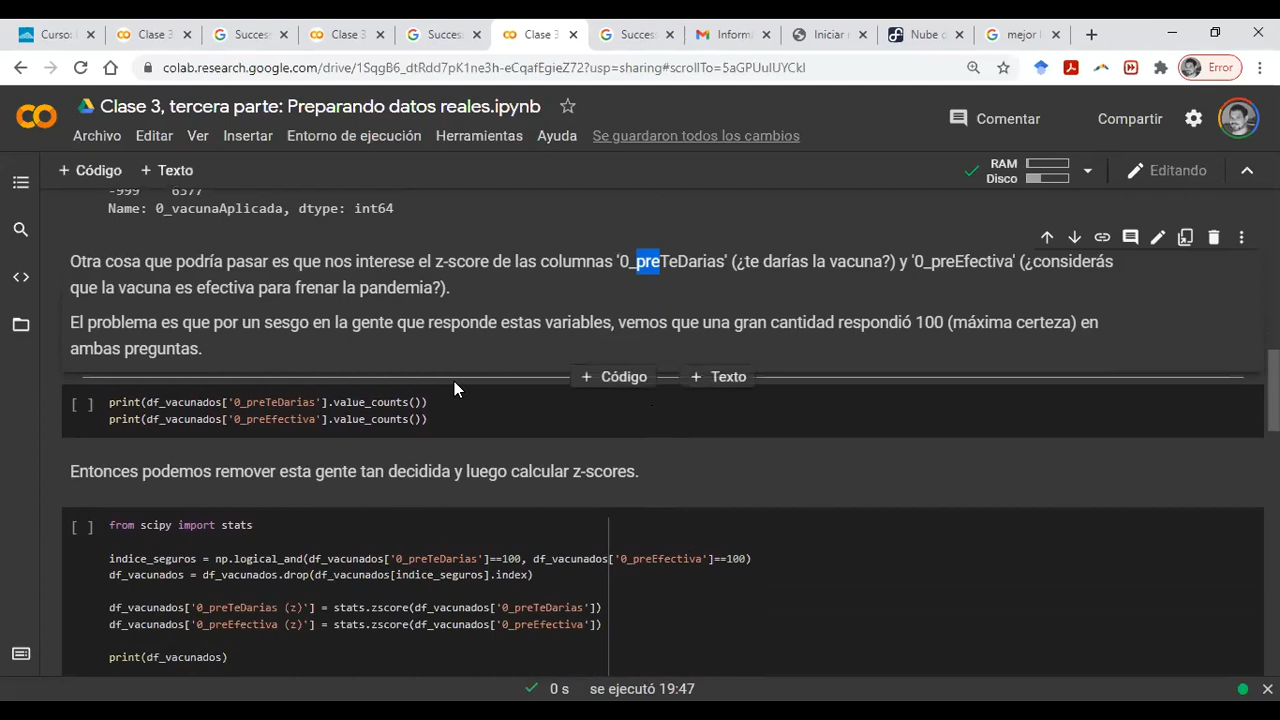 Curso:
Clase 3
Success
Clase 3
Success
Clase 3
Success
Inform
Iniciar
Nube d
mejor l
colab.research.google.com/drive/1SqgB6_dtRdd7pK1ne3h-eCqafEgieZ72?usp=sharing#scrollTo=5aGPUuIUYCkl
Error
Clase 3, tercera parte: Preparando datos reales.ipynb
Comentar
Compartir
Archivo Editar Ver Insertar Entorno de ejecución Herramientas Ayuda Se guardaron todos los cambios
+ Código + Texto
RAM
Disco
Editando
-999 6377
Name: 0_vacunaAplicada, dtype: int64
Otra cosa que podría pasar es que nos interese el z-score de las columnas '0_preTeDarias' (¿te darías la vacuna?) y '0_preEfectiva' (¿considerás
que la vacuna es efectiva para frenar la pandemia?).
El problema es que por un sesgo en la gente que responde estas variables, vemos que una gran cantidad respondió 100 (máxima certeza) en
ambas preguntas.
+ Código + Texto
[ ] print(df_vacunados['0_preTeDarias'].value_counts())
print(df_vacunados['0_preEfectiva'].value_counts())
Entonces podemos remover esta gente tan decidida y luego calcular z-scores.
[ ] from scipy import stats
indice_seguros = np.logical_and(df_vacunados['0_preTeDarias']==100, df_vacunados['0_preEfectiva']==100)
df_vacunados = df_vacunados.drop(df_vacunados[indice_seguros].index)
df_vacunados['0_preTeDarias (z)'] = stats.zscore(df_vacunados['0_preTeDarias'])
df_vacunados['0_preEfectiva (z)'] = stats.zscore(df_vacunados['0_preEfectiva'])
print(df_vacunados)
0 s se ejecutó 19:47